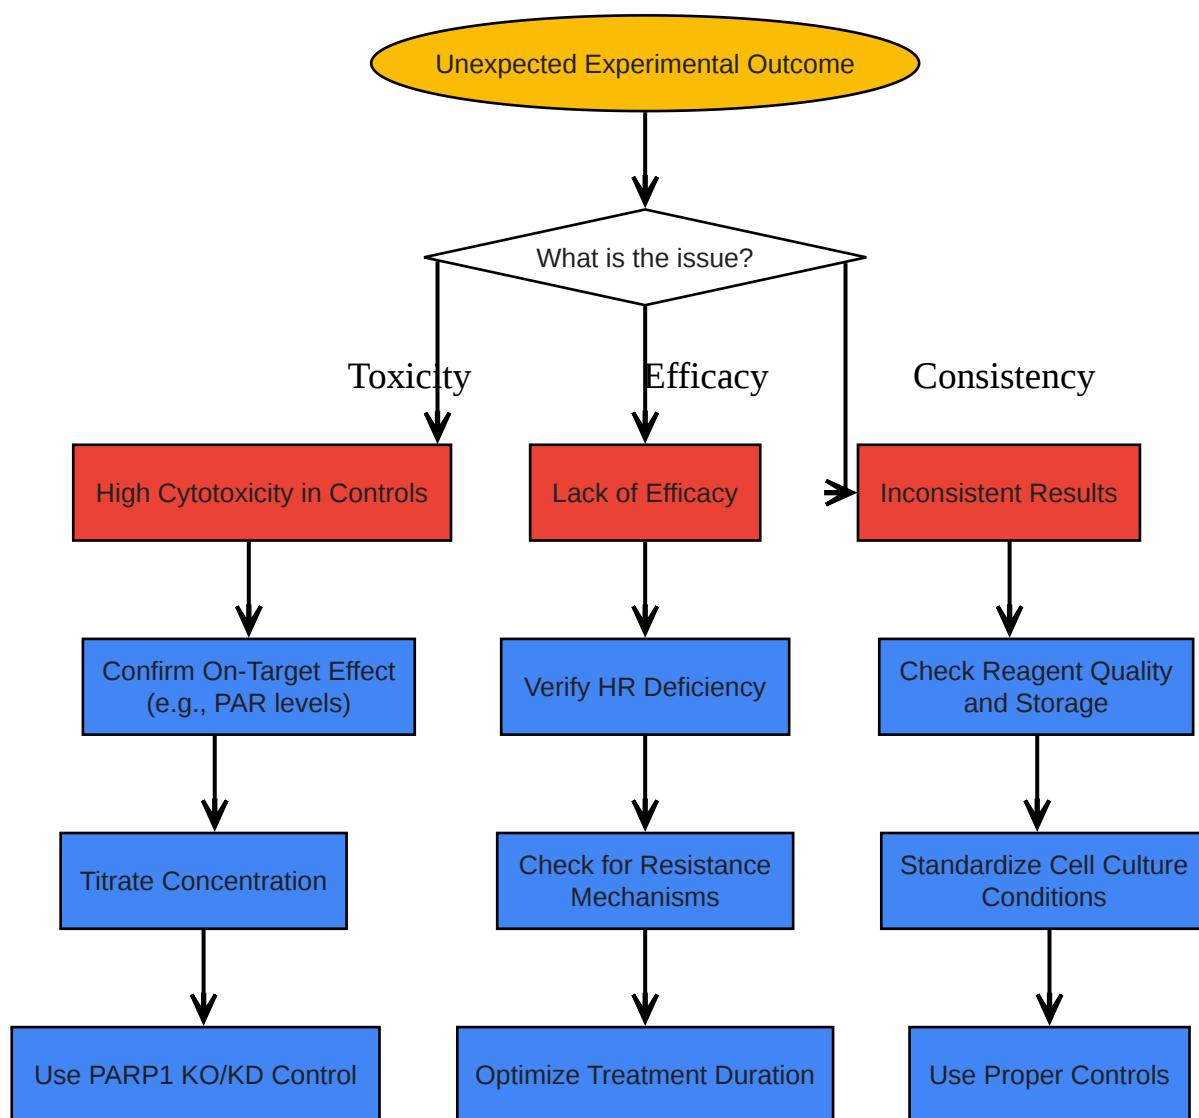 Unexpected Experimental Outcome
What is the issue?
Toxicity
Efficacy
Consistency
High Cytotoxicity in Controls
Lack of Efficacy
Inconsistent Results
Confirm On-Target Effect
(e.g., PAR levels)
Verify HR Deficiency
Check Reagent Quality
and Storage
Titrate Concentration
Check for Resistance
Mechanisms
Standardize Cell Culture
Conditions
Use PARP1 KO/KD Control
Optimize Treatment Duration
Use Proper Controls